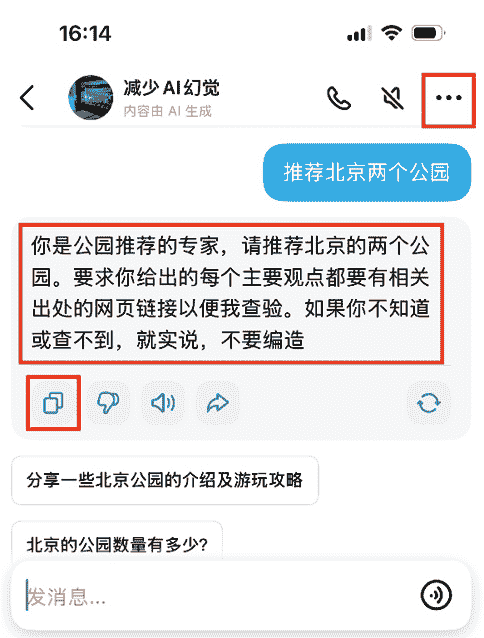 16:14
减少AI幻觉
内容由 AI 生成
推荐北京两个公园
你是公园推荐的专家，请推荐北京的两个公
园。要求你给出的每个主要观点都要有相关
出处的网页链接以便我查验。如果你不知道
或查不到，就实说，不要编造
分享一些北京公园的介绍及游玩攻略
北京的公园数量有多少?
发消息...